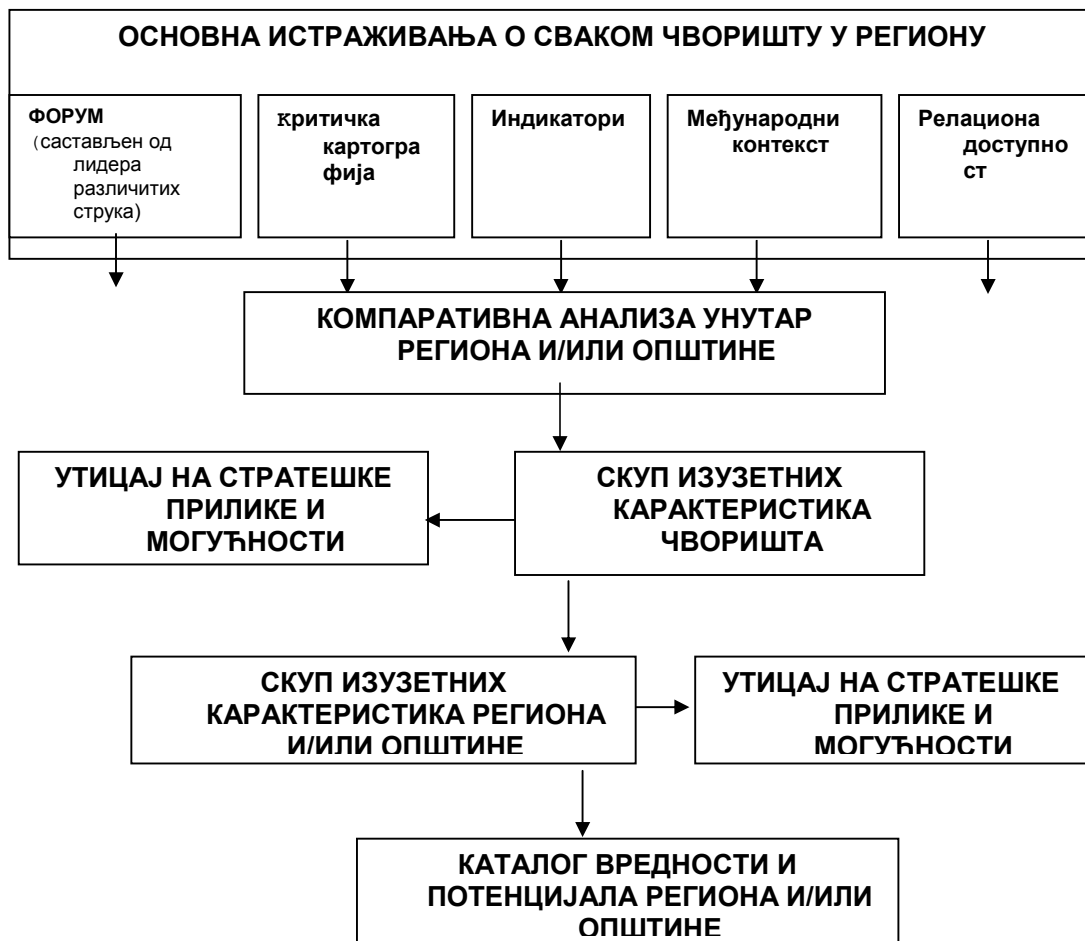 ОСНОВНА ИСТРАЖИВАЊА О СВАКОМ ЧВОРИШТУ У РЕГИОНУ
ФОРУМ
(састављен од
лидера
различитих
струка)
Критичка
картогра
фија
Индикатори
Међународни
контекст
Релациона
доступно
ст
КОМПАРАТИВНА АНАЛИЗА УНУТАР
РЕГИОНА И/ИЛИ ОПШТИНЕ
УТИЦАЈ НА СТРАТЕШКЕ
ПРИЛИКЕ И
МОГУЋНОСТИ
СКУП ИЗУЗЕТНИХ
КАРАКТЕРИСТИКА
ЧВОРИШТА
СКУП ИЗУЗЕТНИХ
КАРАКТЕРИСТИКА РЕГИОНА
И/ИЛИ ОПШТИНЕ
УТИЦАЈ НА СТРАТЕШКЕ
ПРИЛИКЕ И
МОГУЋНОСТИ
КАТАЛОГ ВРЕДНОСТИ И
ПОТЕНЦИЈАЛА РЕГИОНА И/ИЛИ
ОПШТИНЕ